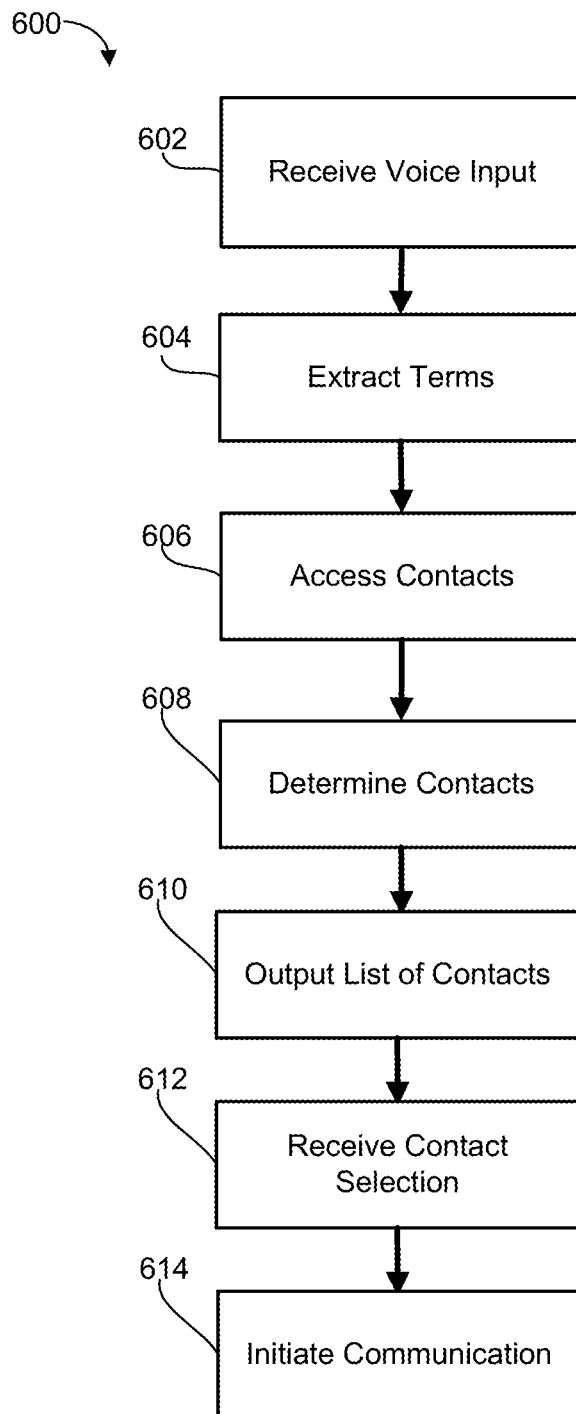 600
602
Receive Voice Input
604
Extract Terms
606
Access Contacts
608
Determine Contacts
610
Output List of Contacts
612
Receive Contact
Selection
614
Initiate Communication